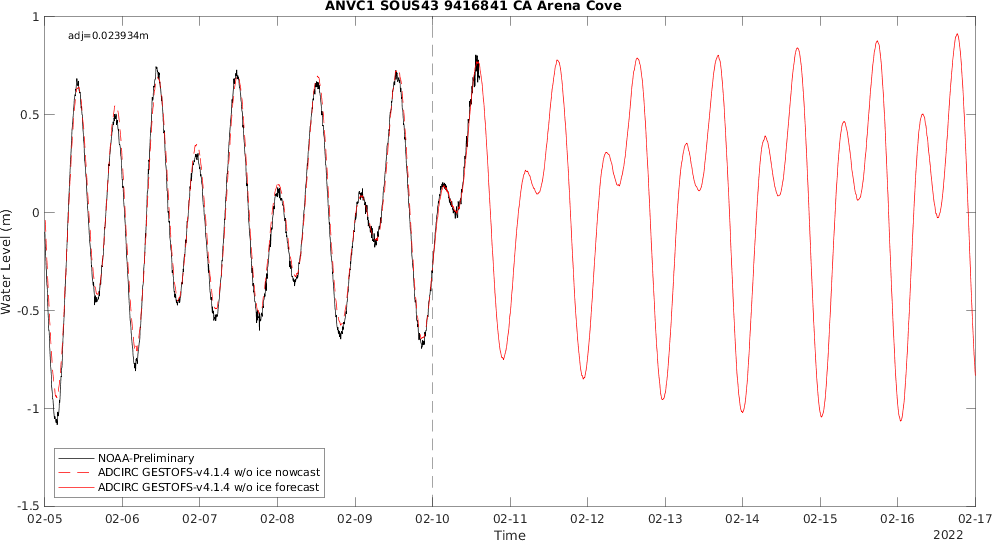 ANVC1 SOUS43 9416841 CA Arena Cove
adj=0.023934m
1
0.5
0
-0.5
-1
-1.5
Water Level (m)
NOAA-Preliminary
ADCIRC GESTOFS-v4.1.4 w/o ice nowcast
ADCIRC GESTOFS-v4.1.4 w/o ice forecast
02-05 02-06 02-07 02-08 02-09 02-10 02-11 02-12 02-13 02-14 02-15 02-16 02-17
Time
2022